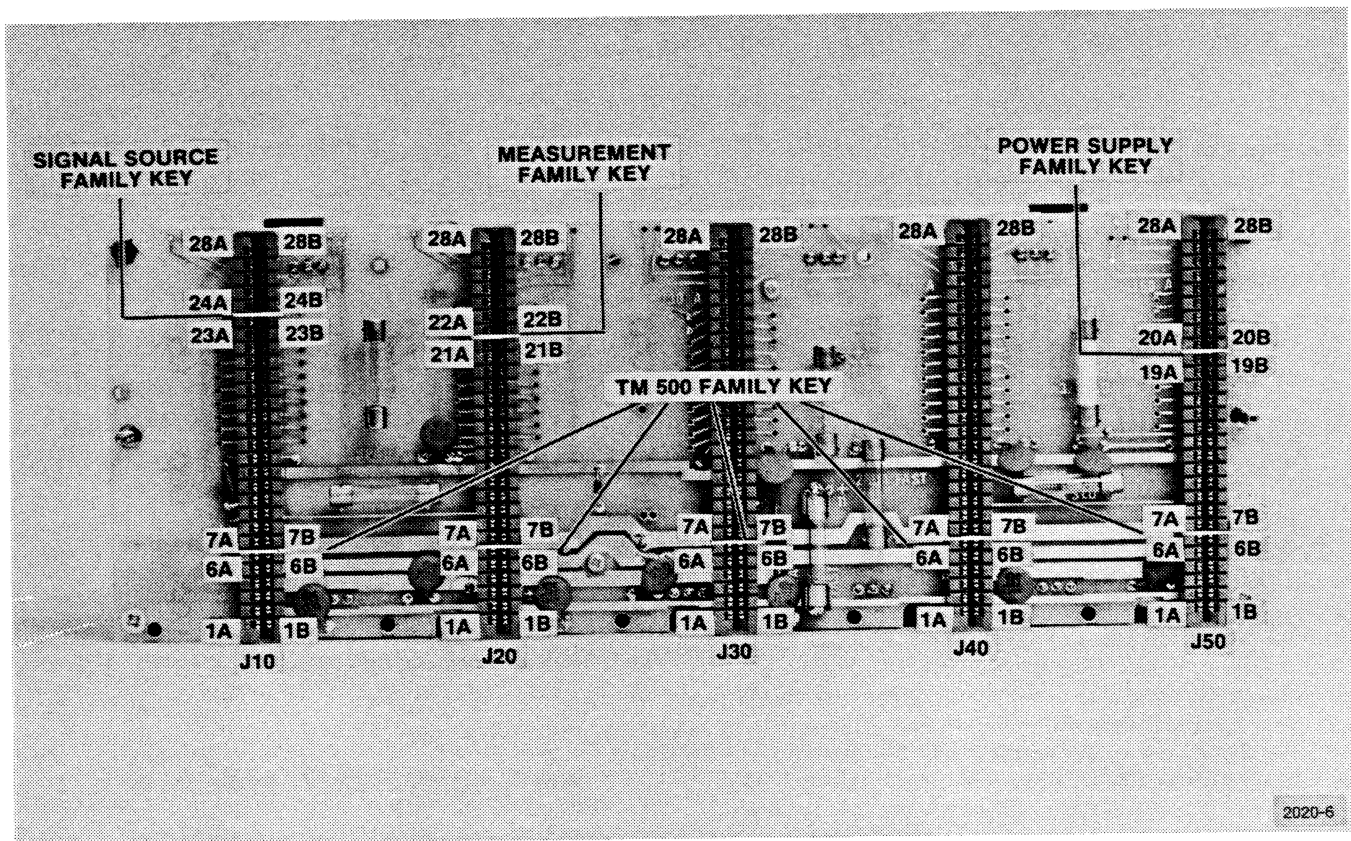 SIGNAL SOURCE
FAMILY KEY
MEASUREMENT
FAMILY KEY
POWER SUPPLY
FAMILY KEY
28A 28B 28A 28B 28A 28B 28A 28B 28A 28B
24A 24B
23A 23B
22A 22B
21A 21B
20A 20B
19A 19B
TM 500 FAMILY KEY
7A 7B 7A 7B 7A 7B 7A 7B 7A 7B
6A 6B 6A 6B 6A 6B 6A 6B 6A 6B
1A 1B 1A 1B 1A 1B 1A 1B 1A 1B
J10 J20 J30 J40 J50
2020-6